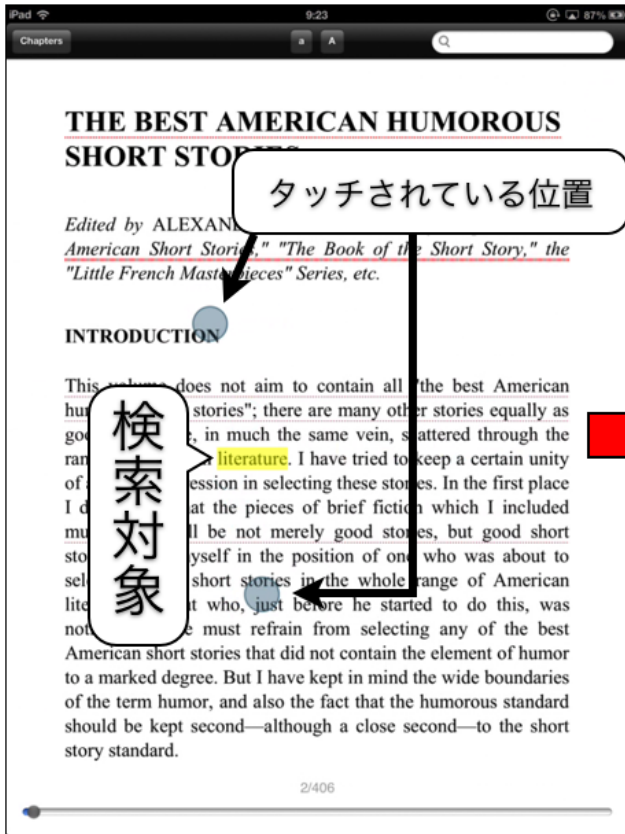 iPad 9:23 87%
Chapters a A
THE BEST AMERICAN HUMOROUS
SHORT STORIES
タッチされている位置
Edited by ALEXAN
American Short Stories," "The Book of the Short Story," the
"Little French Masterpieces" Series, etc.
INTRODUCTION
This volume does not aim to contain all "the best American
hu stories"; there are many other stories equally as
go , in much the same vein, scattered through the
ran literature. I have tried to keep a certain unity
of ession in selecting these stories. In the first place
I d at the pieces of brief fiction which I included
mu ll be not merely good stories, but good short
sto yself in the position of one who was about to
sel short stories in the whole range of American
lite t who, just before he started to do this, was
not e must refrain from selecting any of the best
American short stories that did not contain the element of humor
to a marked degree. But I have kept in mind the wide boundaries
of the term humor, and also the fact that the humorous standard
should be kept second—although a close second—to the short
story standard.
検索対象
2/406